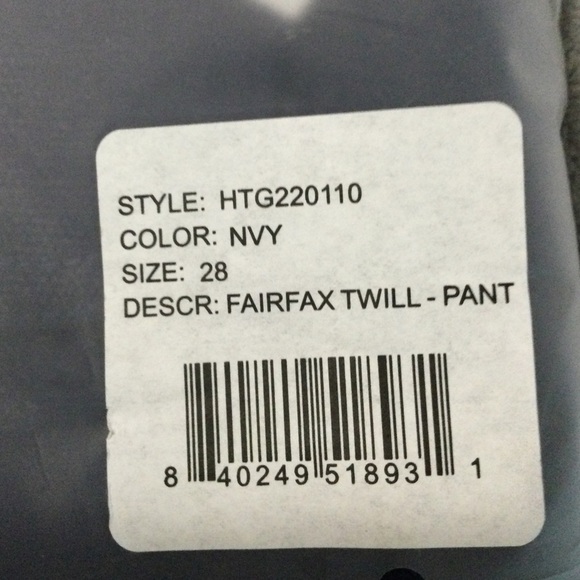 STYLE: HTG220110
COLOR: NVY
SIZE: 28
DESCR: FAIRFAX TWILL - PANT
8 40249 51893 1